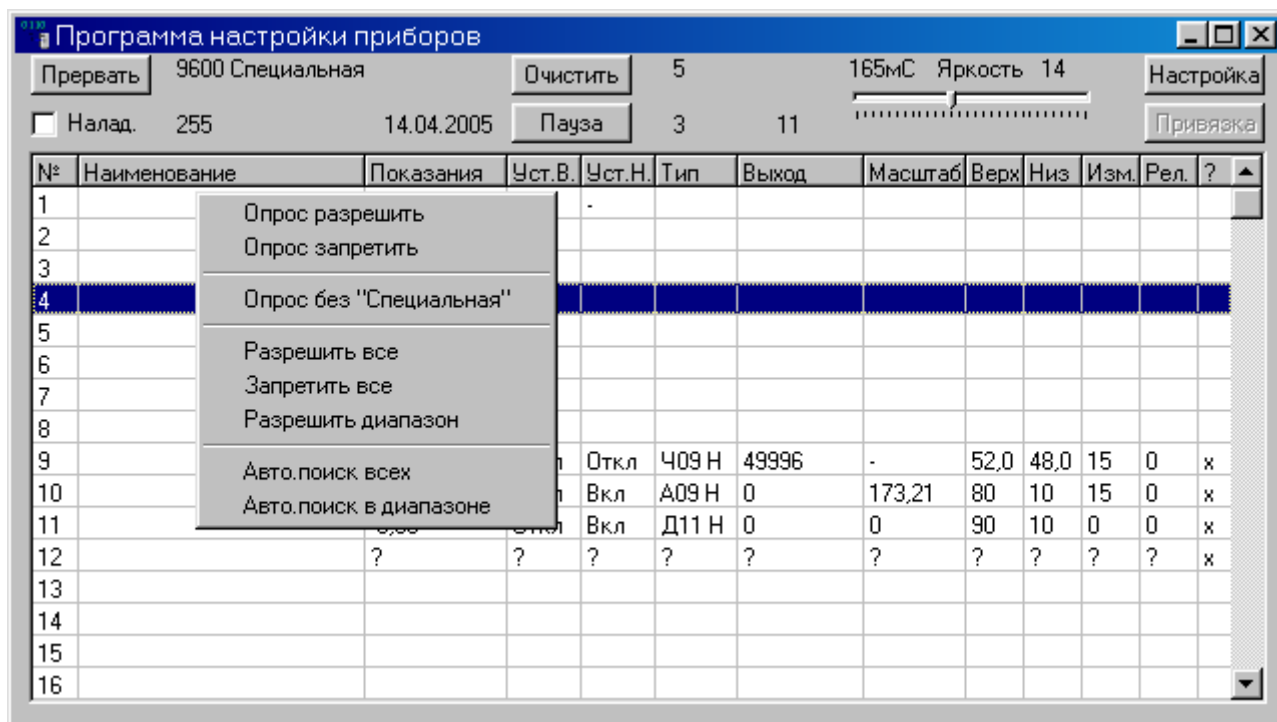 Программа настройки приборов
Прервать 9600 Специальная Очистить 5 165мС Яркость 14 Настройка
Налад. 255 14.04.2005 Пауза 3 11 Привязка
№ Наименование Показания Уст.В. Уст.Н. Тип Выход Масштаб Верх Низ Изм. Рел. ?
1 -
2
3
4
5
6
7
8
9 Откл Ч09 Н 49996 - 52,0 48,0 15 0 x
10 Вкл А09 Н 0 173,21 80 10 15 0 x
11 Вкл Д11 Н 0 0 90 10 0 0 x
12 ? ? ? ? ? ? ? ? ? ? x
13
14
15
16
Опрос разрешить
Опрос запретить
Опрос без "Специальная"
Разрешить все
Запретить все
Разрешить диапазон
Авто.поиск всех
Авто.поиск в диапазоне